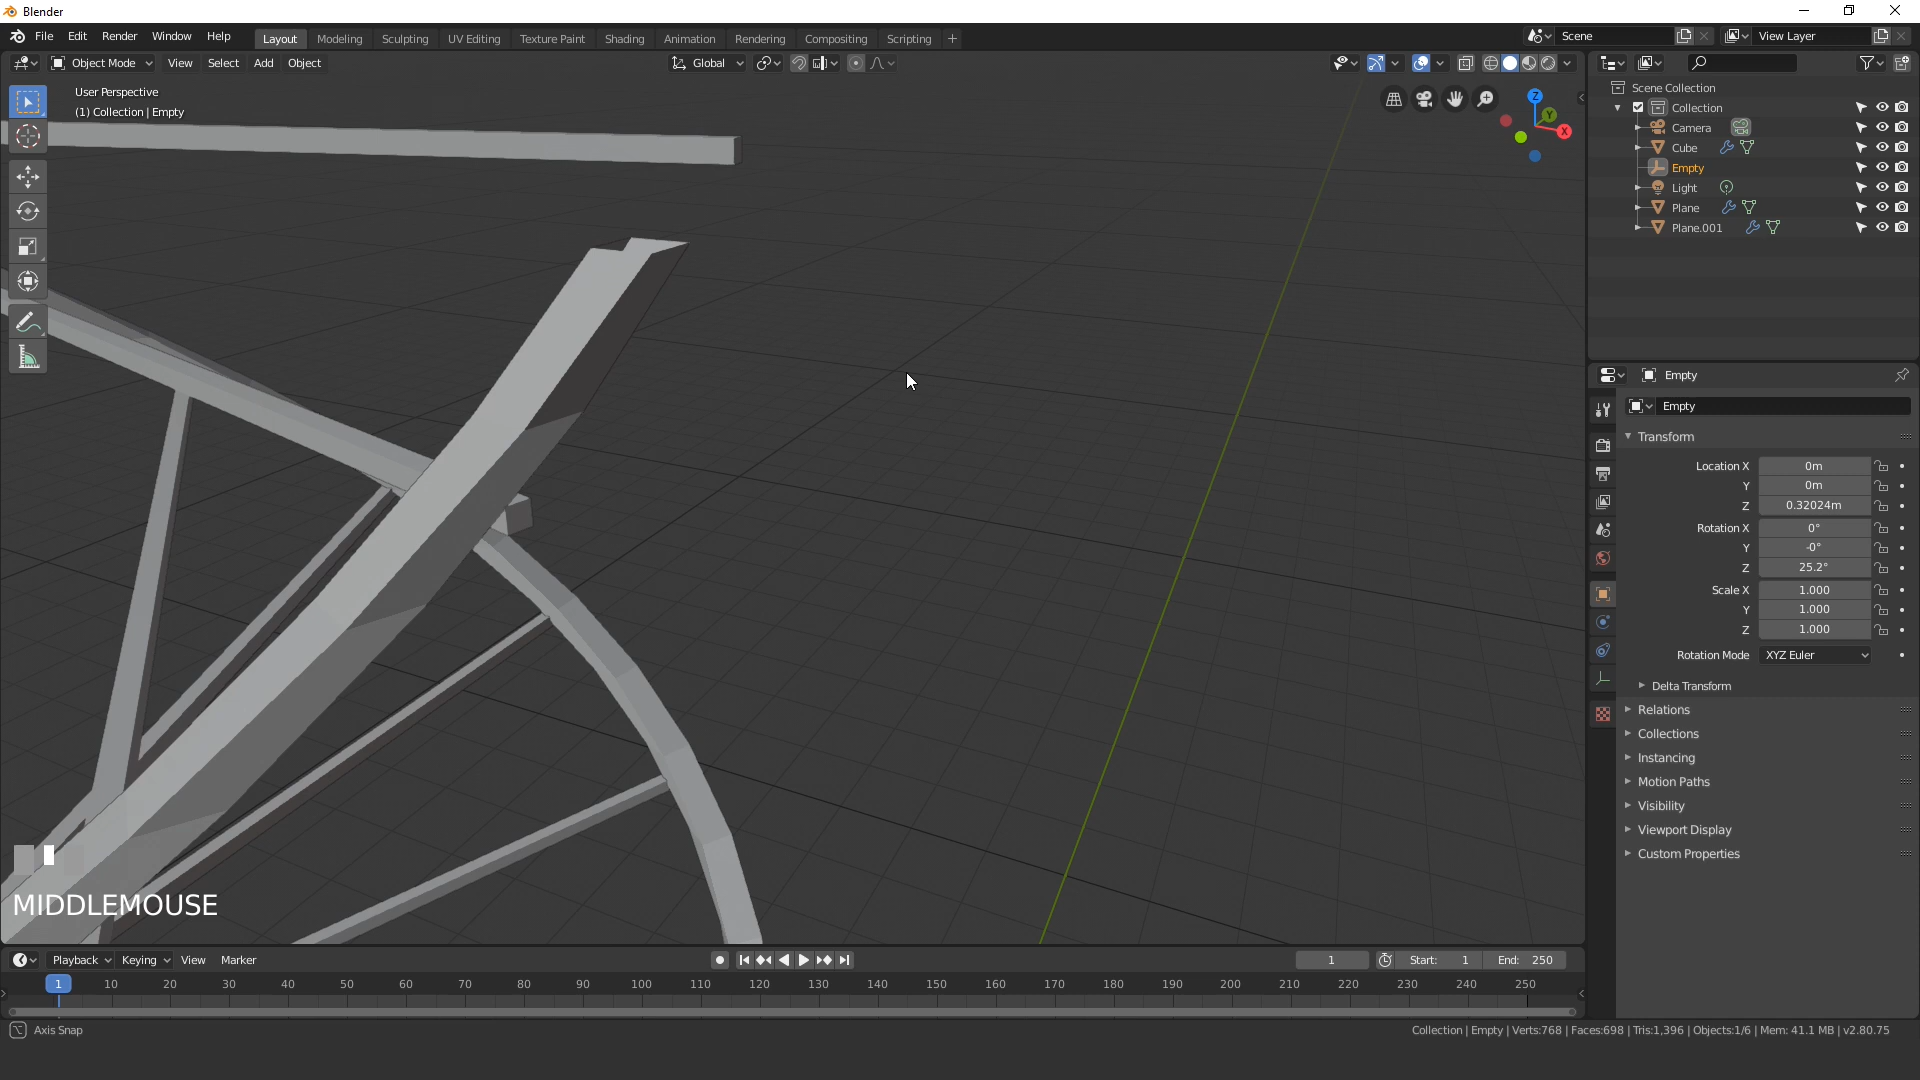 Blender
File Edit Render Window Help
Layout Modeling Sculpting UV Editing Texture Paint Shading Animation Rendering Compositing Scripting +
Scene
View Layer
Object Mode View Select Add Object
Global
User Perspective
(1) Collection | Empty
Z
Y
X
Scene Collection
Collection
Camera
Cube
Empty
Light
Plane
Plane.001
Empty
Empty
Transform
Location X 0m
Y 0m
Z 0.32024m
Rotation X 0°
Y -0°
Z 25.2°
Scale X 1.000
Y 1.000
Z 1.000
Rotation Mode XYZ Euler
Delta Transform
Relations
Collections
Instancing
Motion Paths
Visibility
Viewport Display
Custom Properties
MIDDLEMOUSE
Playback Keying View Marker
1
Start: 1
End: 250
1 10 20 30 40 50 60 70 80 90 100 110 120 130 140 150 160 170 180 190 200 210 220 230 240 250
Axis Snap
Collection | Empty | Verts:768 | Faces:698 | Tris:1,396 | Objects:1/6 | Mem: 41.1 MB | v2.80.75